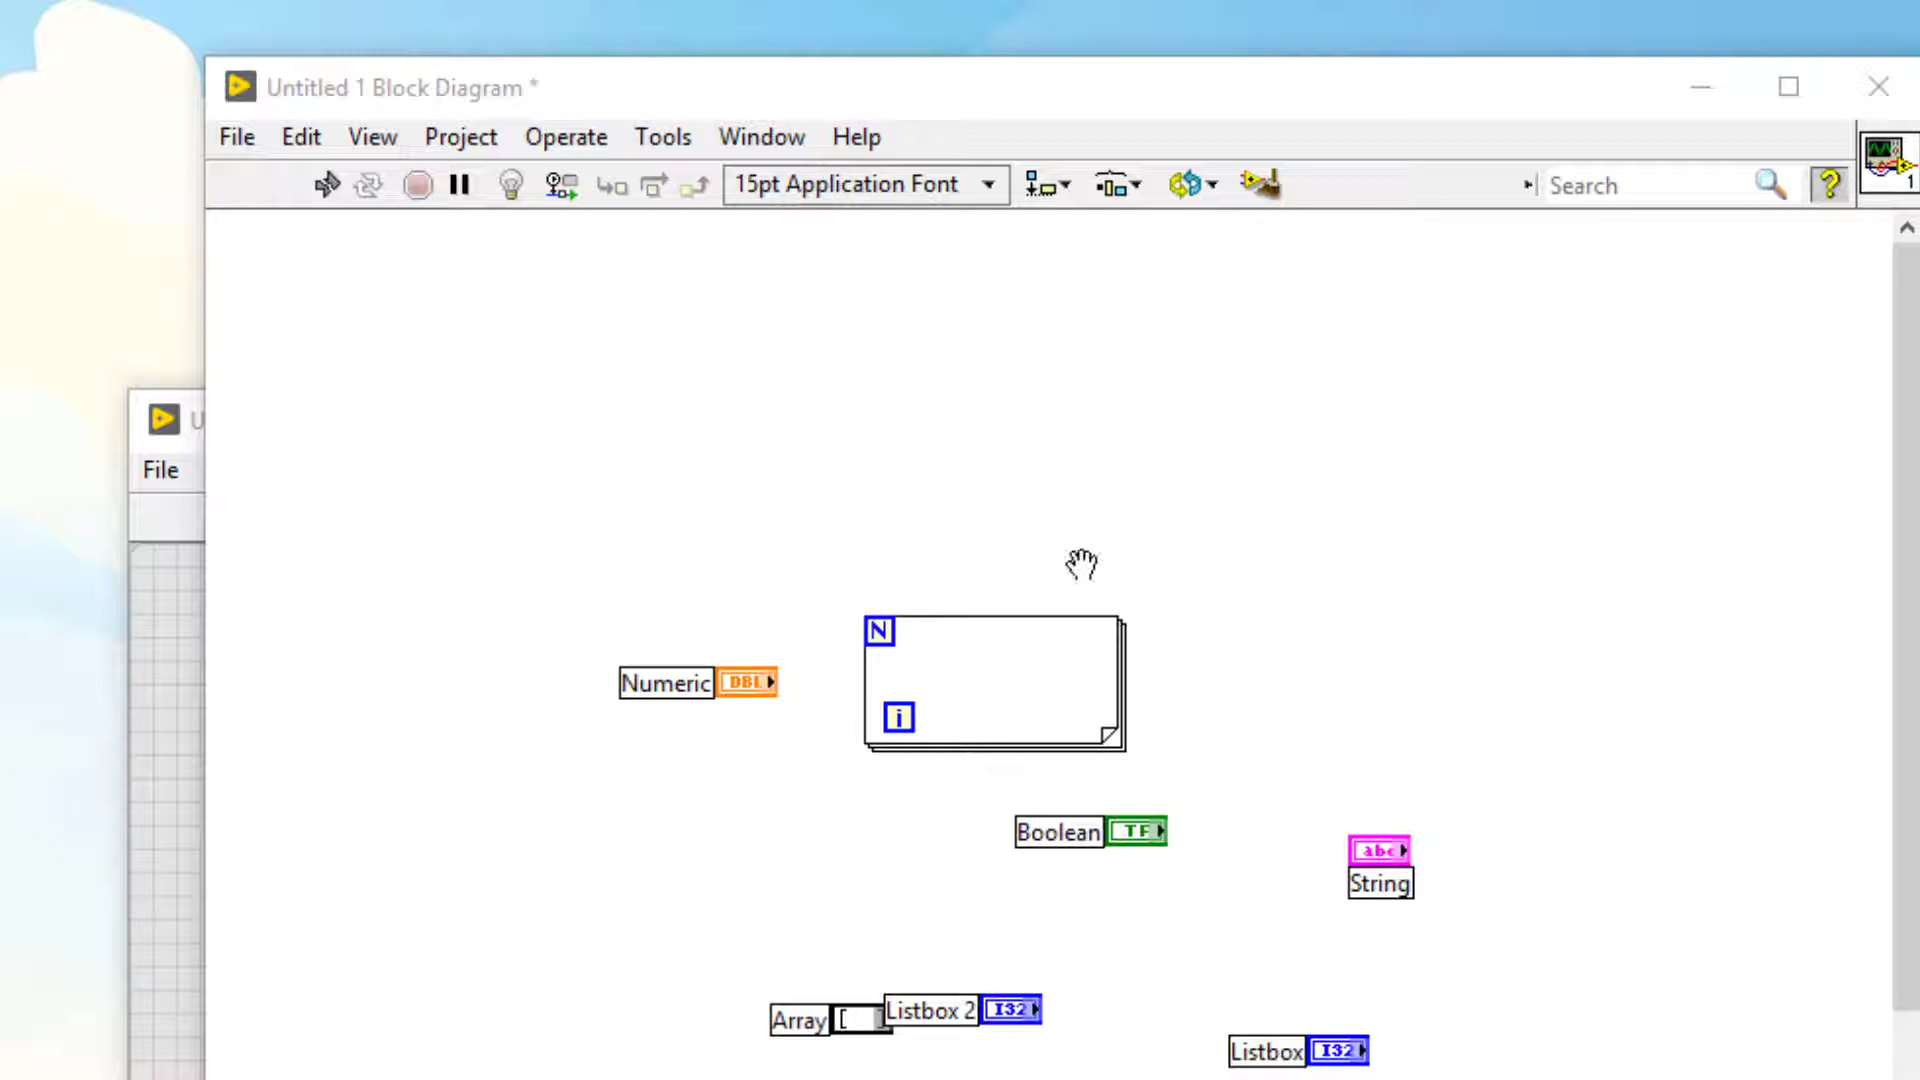 Untitled 1 Block Diagram *
File Edit View Project Operate Tools Window Help
15pt Application Font
Search
?
1
U
File
N
Numeric DBL
i
Boolean TF
abc
String
Listbox 2 I32
Array [
Listbox I32